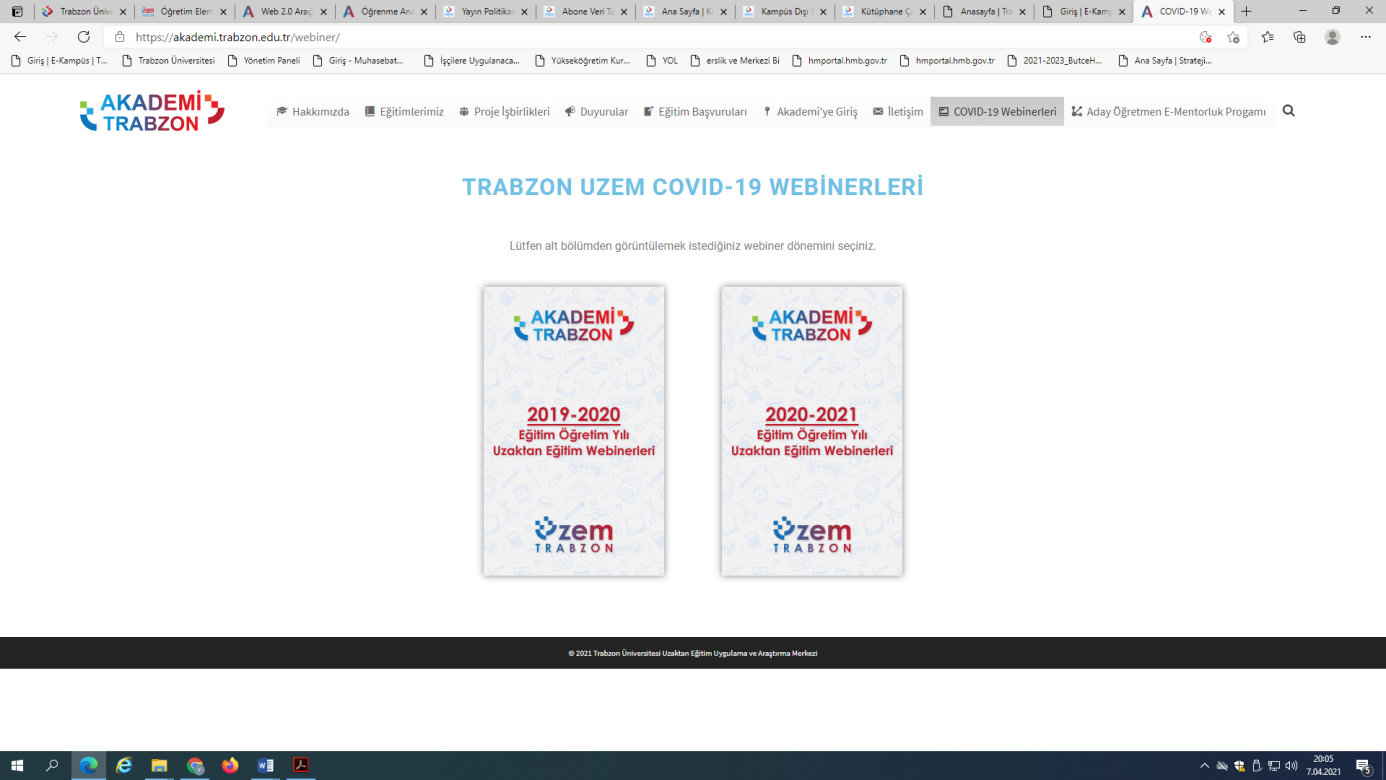 Trabzon Ünive
Öğretim Elem
Web 2.0 Araçl
Öğrenme Ana
Yayın Politika
Abone Veri Ta
Ana Sayfa | K
Kampüs Dışı
Kütüphane Ça
Anasayfa | Tra
Giriş | E-Kamp
COVID-19 We
https://akademi.trabzon.edu.tr/webiner/
Giriş | E-Kampüs | T...
Trabzon Üniversitesi
Yönetim Paneli
Giriş - Muhasebat...
İşçilere Uygulanaca...
Yükseköğretim Kur...
YOL
erslik ve Merkezi Bi
hmportal.hmb.gov.tr
hmportal.hmb.gov.tr
2021-2023_ButceH...
Ana Sayfa | Strateji...
AKADEMİ
TRABZON
Hakkımızda
Eğitimlerimiz
Proje İşbirlikleri
Duyurular
Eğitim Başvuruları
Akademi'ye Giriş
İletişim
COVID-19 Webinerleri
Aday Öğretmen E-Mentorluk Progamı
TRABZON UZEM COVID-19 WEBİNERLERİ
Lütfen alt bölümden görüntülemek istediğiniz webiner dönemini seçiniz.
AKADEMİ
TRABZON
2019-2020
Eğitim Öğretim Yılı
Uzaktan Eğitim Webinerleri
Uzem
TRABZON
AKADEMİ
TRABZON
2020-2021
Eğitim Öğretim Yılı
Uzaktan Eğitim Webinerleri
Uzem
TRABZON
© 2021 Trabzon Üniversitesi Uzaktan Eğitim Uygulama ve Araştırma Merkezi
20:05
7.04.2021
5